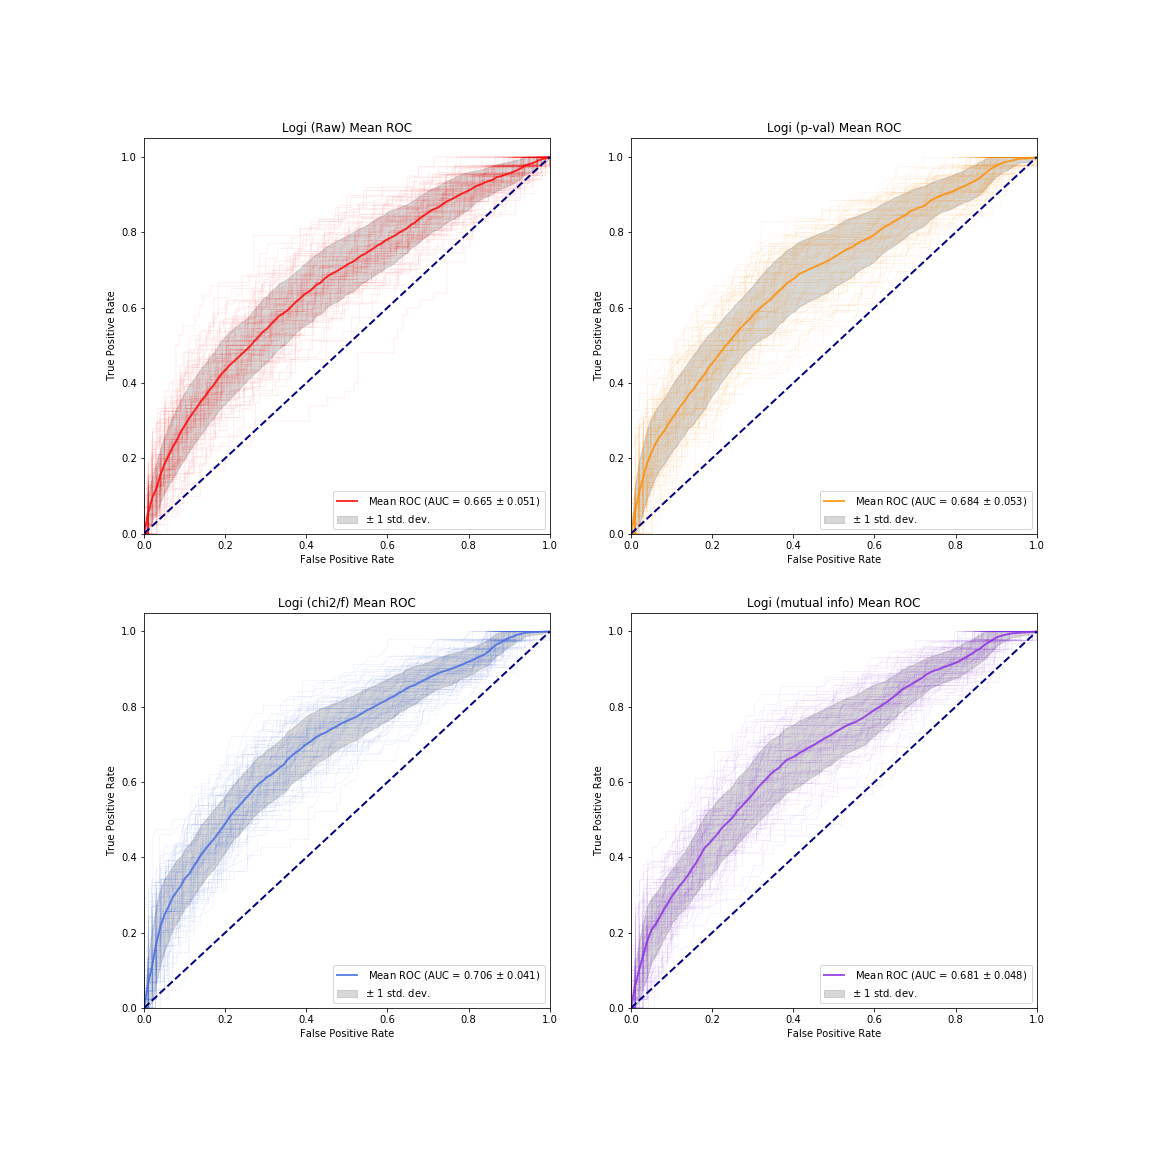 Logi (Raw) Mean ROC
True Positive Rate
1.0
0.8
0.6
0.4
0.2
0.0
Mean ROC (AUC = 0.665 ± 0.051)
± 1 std. dev.
0.0 0.2 0.4 0.6 0.8 1.0
False Positive Rate
Logi (p-val) Mean ROC
True Positive Rate
1.0
0.8
0.6
0.4
0.2
0.0
Mean ROC (AUC = 0.684 ± 0.053)
± 1 std. dev.
0.0 0.2 0.4 0.6 0.8 1.0
False Positive Rate
Logi (chi2/f) Mean ROC
True Positive Rate
1.0
0.8
0.6
0.4
0.2
0.0
Mean ROC (AUC = 0.706 ± 0.041)
± 1 std. dev.
0.0 0.2 0.4 0.6 0.8 1.0
False Positive Rate
Logi (mutual info) Mean ROC
True Positive Rate
1.0
0.8
0.6
0.4
0.2
0.0
Mean ROC (AUC = 0.681 ± 0.048)
± 1 std. dev.
0.0 0.2 0.4 0.6 0.8 1.0
False Positive Rate